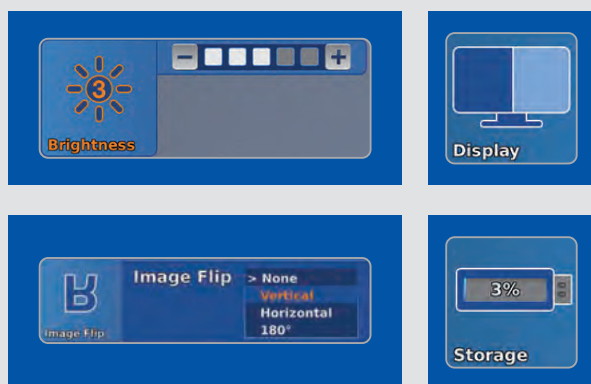 3
Brightness
Display
Image Flip
> None
Vertical
Horizontal
180°
Image Flip
3%
Storage